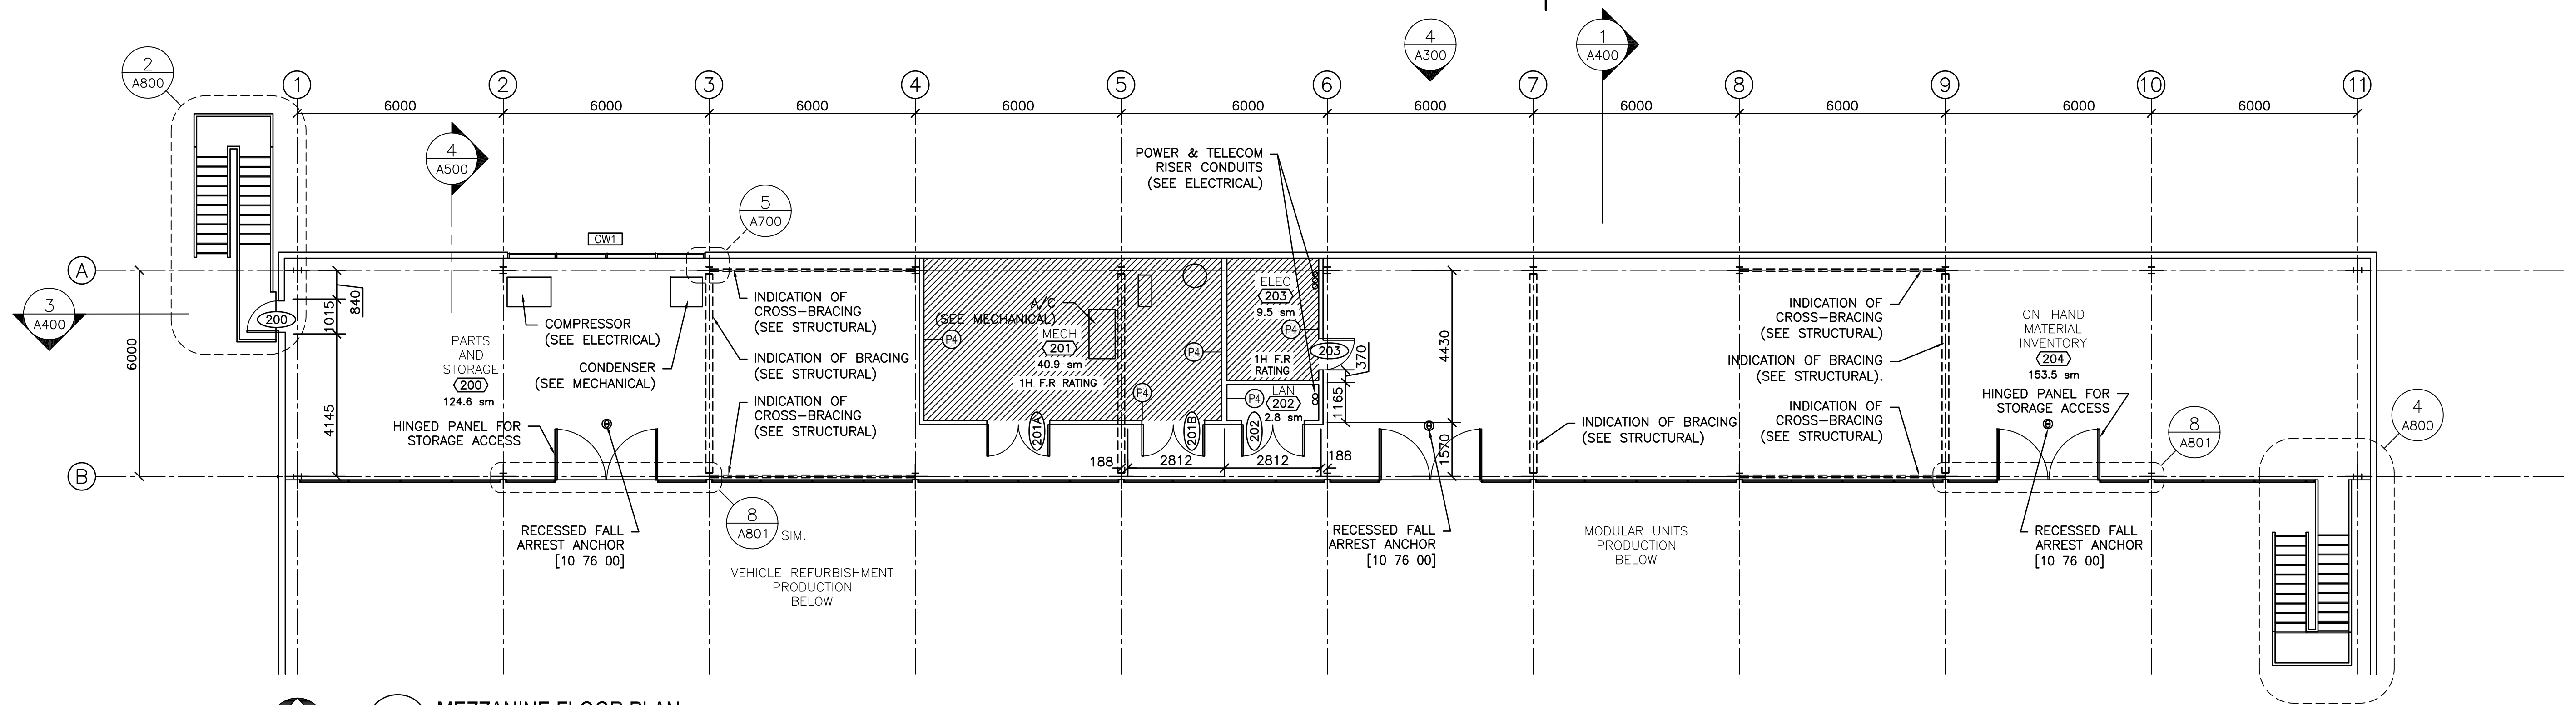 2
A800
4
A300
1
A400
1
2
3
4
5
6
7
8
9
10
11
6000
6000
6000
6000
6000
6000
6000
6000
6000
6000
4
A500
5
A700
POWER & TELECOM
RISER CONDUITS
(SEE ELECTRICAL)
CW1
A
3
A400
B
6000
1015
840
4145
200
PARTS
AND
STORAGE
200
124.6 sm
COMPRESSOR
(SEE ELECTRICAL)
CONDENSER
(SEE MECHANICAL)
HINGED PANEL FOR
STORAGE ACCESS
INDICATION OF
CROSS-BRACING
(SEE STRUCTURAL)
INDICATION OF BRACING
(SEE STRUCTURAL)
INDICATION OF
CROSS-BRACING
(SEE STRUCTURAL)
A/C
(SEE MECHANICAL)
MECH
201
40.9 sm
1H F.R RATING
P4
P4
P4
201A
201B
ELEC
203
9.5 sm
P4
1H F.R
RATING
203
LAN
202
2.8 sm
P4
202
370
1165
4430
1570
188
2812
2812
188
INDICATION OF BRACING
(SEE STRUCTURAL)
INDICATION OF
CROSS-BRACING
(SEE STRUCTURAL)
INDICATION OF BRACING
(SEE STRUCTURAL).
INDICATION OF
CROSS-BRACING
(SEE STRUCTURAL)
ON-HAND
MATERIAL
INVENTORY
204
153.5 sm
HINGED PANEL FOR
STORAGE ACCESS
8
A801
4
A800
RECESSED FALL
ARREST ANCHOR
[10 76 00]
8
A801
SIM.
VEHICLE REFURBISHMENT
PRODUCTION
BELOW
RECESSED FALL
ARREST ANCHOR
[10 76 00]
MODULAR UNITS
PRODUCTION
BELOW
RECESSED FALL
ARREST ANCHOR
[10 76 00]
MEZZANINE FLOOR PLAN